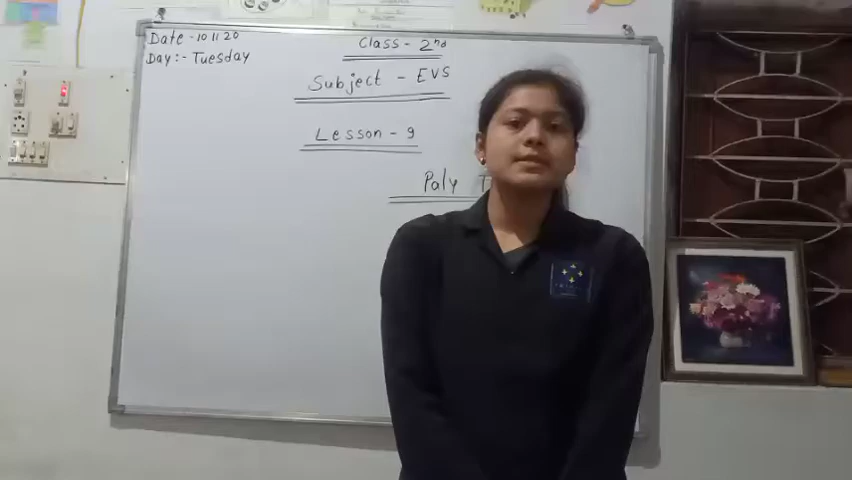 Date - 10 11 20
Day :- Tuesday
Class - 2nd
Subject - EVS
Lesson - 9
Paly T